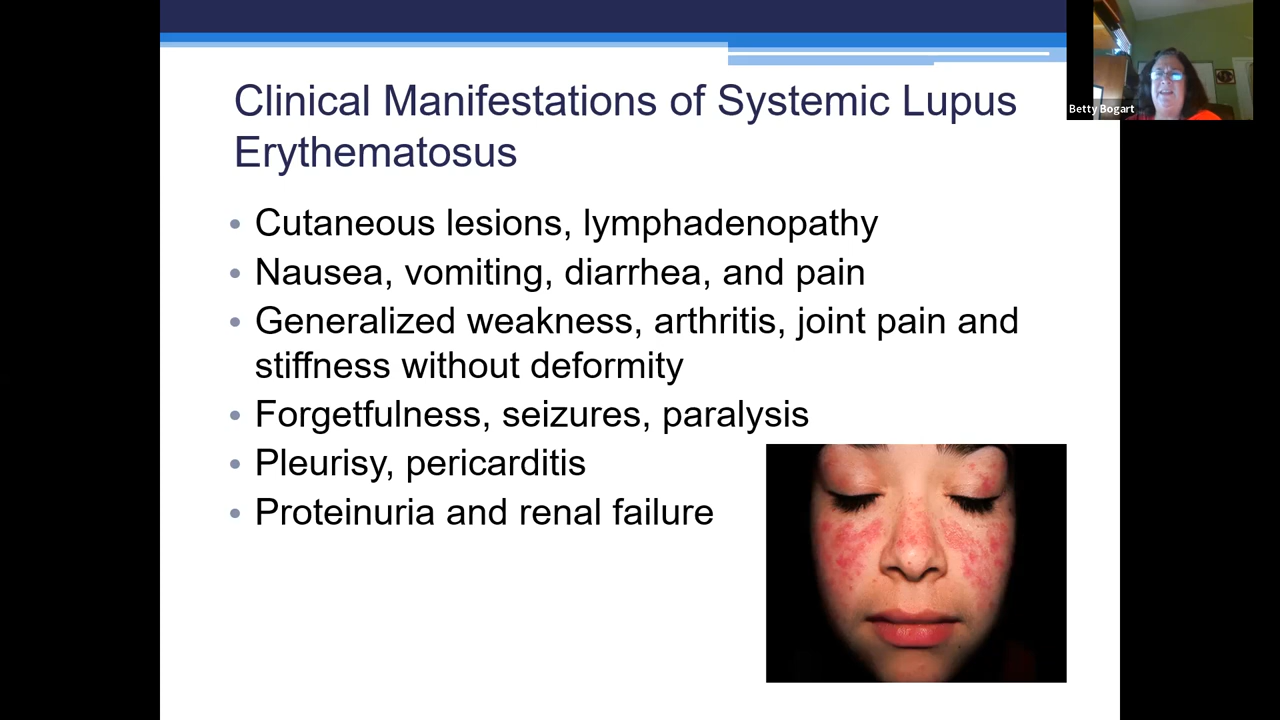 Clinical Manifestations of Systemic Lupus
Erythematosus
• Cutaneous lesions, lymphadenopathy
• Nausea, vomiting, diarrhea, and pain
• Generalized weakness, arthritis, joint pain and
stiffness without deformity
• Forgetfulness, seizures, paralysis
• Pleurisy, pericarditis
• Proteinuria and renal failure
Betty Bogart